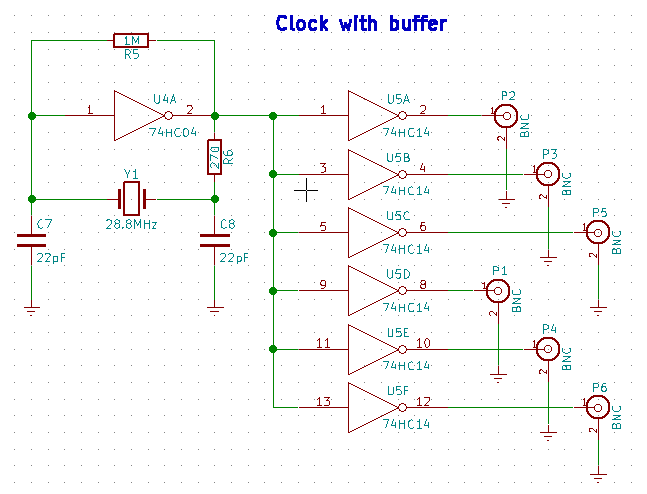 Clock with buffer
1M
R5
U4A
1
2
74HC04
270
R6
Y1
28.8MHz
C7
22pF
C8
22pF
U5A
1
2
74HC14
P2
1
2
BNC
U5B
3
4
74HC14
P3
1
2
BNC
U5C
5
6
74HC14
P5
1
2
BNC
U5D
9
8
74HC14
P1
1
2
BNC
U5E
11
10
74HC14
P4
1
2
BNC
U5F
13
12
74HC14
P6
1
2
BNC